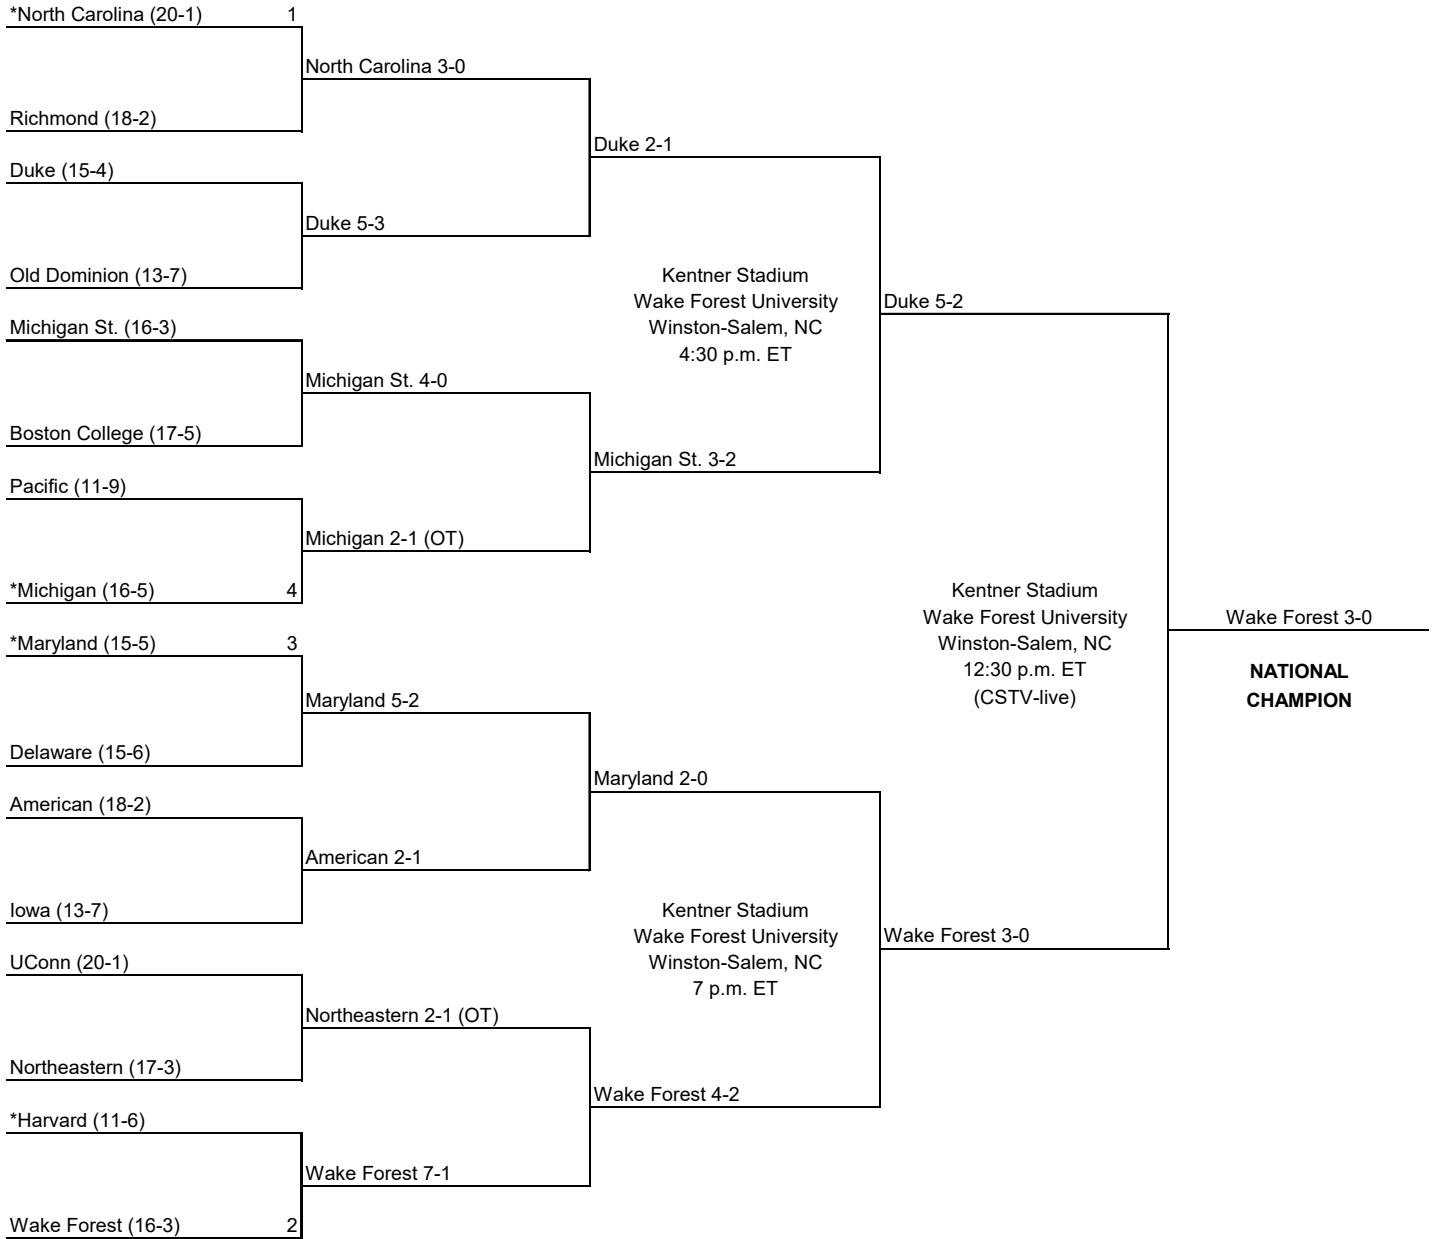 *North Carolina (20-1) 1
North Carolina 3-0
Richmond (18-2)
Duke 2-1
Duke (15-4)
Duke 5-3
Old Dominion (13-7)
Kentner Stadium
Wake Forest University
Winston-Salem, NC
4:30 p.m. ET
Duke 5-2
Michigan St. (16-3)
Michigan St. 4-0
Boston College (17-5)
Michigan St. 3-2
Pacific (11-9)
Michigan 2-1 (OT)
*Michigan (16-5) 4
Kentner Stadium
Wake Forest University
Winston-Salem, NC
12:30 p.m. ET
(CSTV-live)
Wake Forest 3-0
NATIONAL
CHAMPION
*Maryland (15-5) 3
Maryland 5-2
Delaware (15-6)
Maryland 2-0
American (18-2)
American 2-1
Iowa (13-7)
Kentner Stadium
Wake Forest University
Winston-Salem, NC
7 p.m. ET
Wake Forest 3-0
UConn (20-1)
Northeastern 2-1 (OT)
Northeastern (17-3)
Wake Forest 4-2
*Harvard (11-6)
Wake Forest 7-1
Wake Forest (16-3) 2